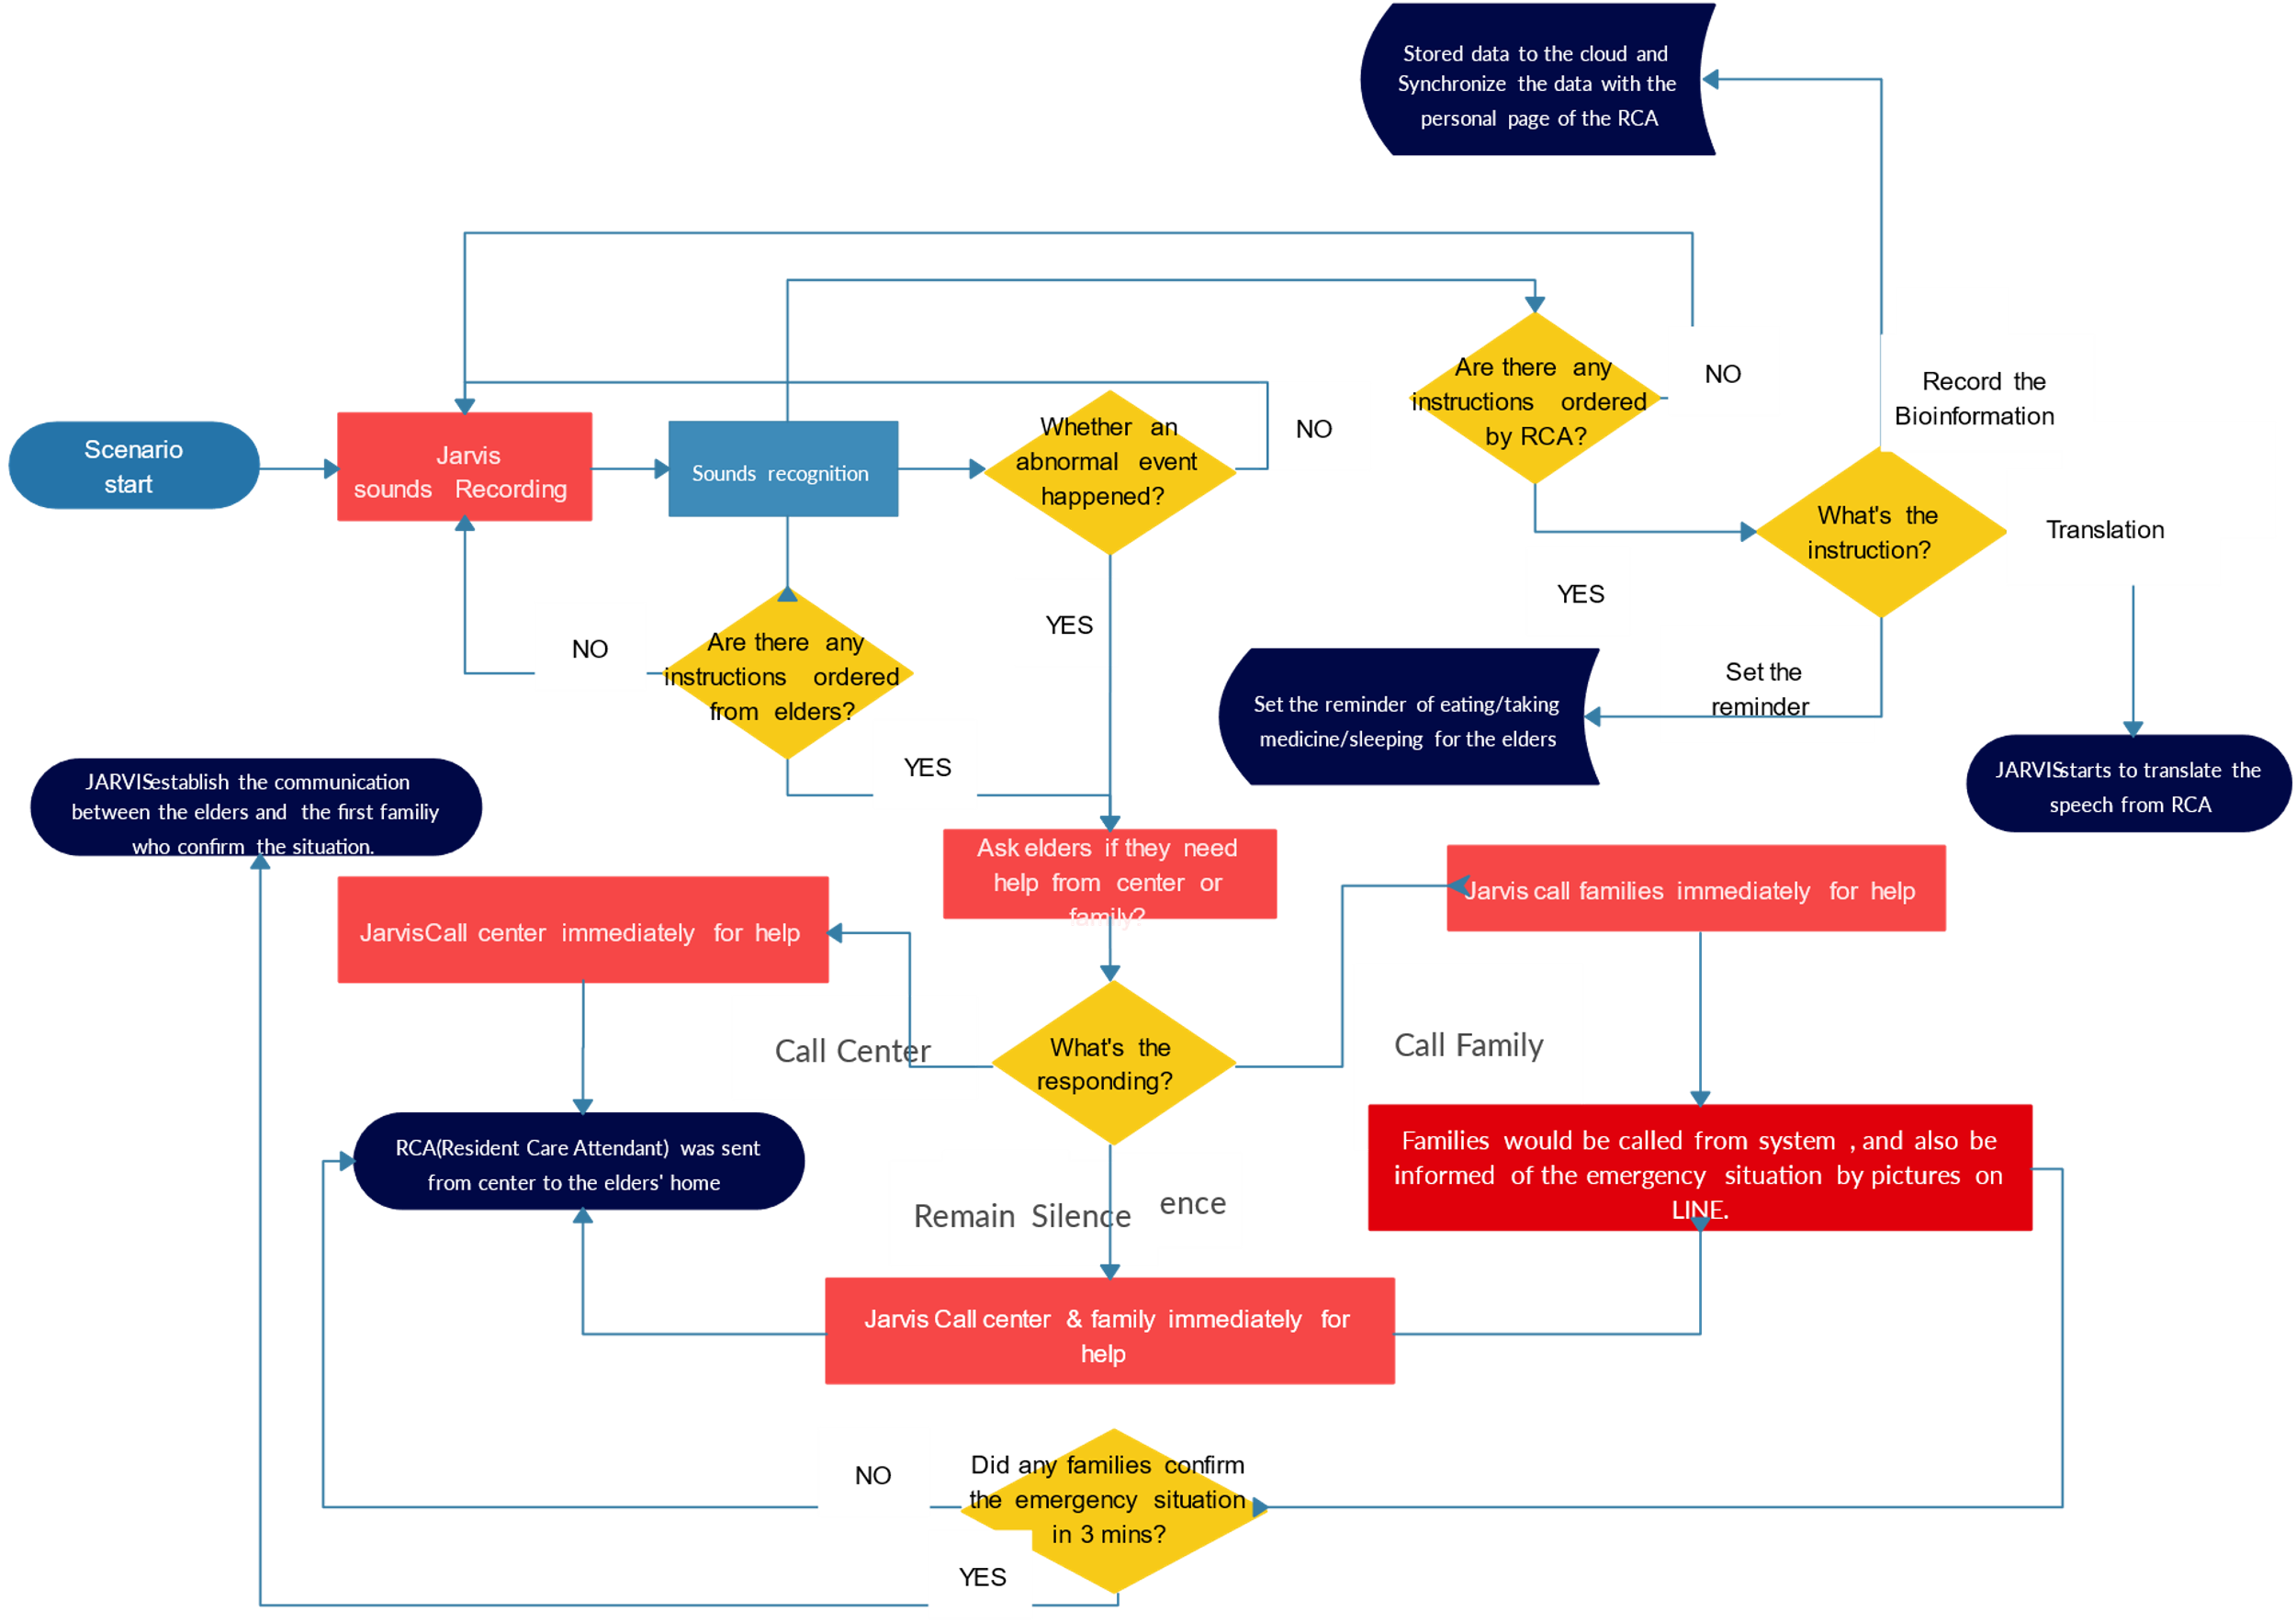 Stored data to the cloud and
Synchronize the data with the
personal page of the RCA
Are there any
instructions ordered
by RCA?
NO
Record the
Bioinformation
Scenario
start
Jarvis
sounds Recording
Sounds recognition
Whether an
abnormal event
happened?
NO
What's the
instruction?
Translation
YES
YES
NO
Are there any
instructions ordered
from elders?
YES
Set the
reminder
Set the reminder of eating/taking
medicine/sleeping for the elders
JARVISstarts to translate the
speech from RCA
JARVISestablish the communication
between the elders and the first familiy
who confirm the situation.
Ask elders if they need
help from center or
family?
Jarvis call families immediately for help
JarvisCall center immediately for help
Call Center
What's the
responding?
Call Family
RCA(Resident Care Attendant) was sent
from center to the elders' home
Remain Silence
ence
Families would be called from system , and also be
informed of the emergency situation by pictures on
LINE.
Jarvis Call center & family immediately for
help
NO
Did any families confirm
the emergency situation
in 3 mins?
YES